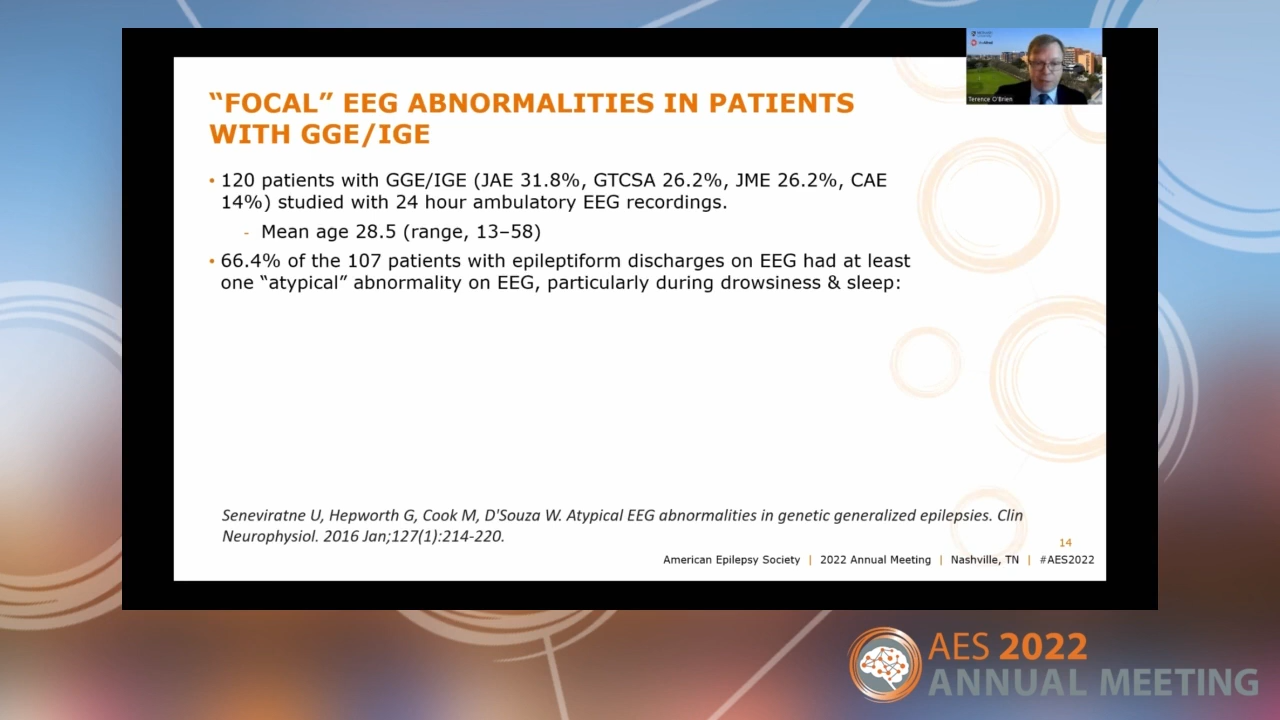 Terence O'Brien
“FOCAL” EEG ABNORMALITIES IN PATIENTS
WITH GGE/IGE
• 120 patients with GGE/IGE (JAE 31.8%, GTCSA 26.2%, JME 26.2%, CAE
14%) studied with 24 hour ambulatory EEG recordings.
- Mean age 28.5 (range, 13–58)
• 66.4% of the 107 patients with epileptiform discharges on EEG had at least
one “atypical” abnormality on EEG, particularly during drowsiness & sleep:
Seneviratne U, Hepworth G, Cook M, D'Souza W. Atypical EEG abnormalities in genetic generalized epilepsies. Clin
Neurophysiol. 2016 Jan;127(1):214-220.
14
American Epilepsy Society | 2022 Annual Meeting | Nashville, TN | #AES2022
AES 2022
ANNUAL MEETING